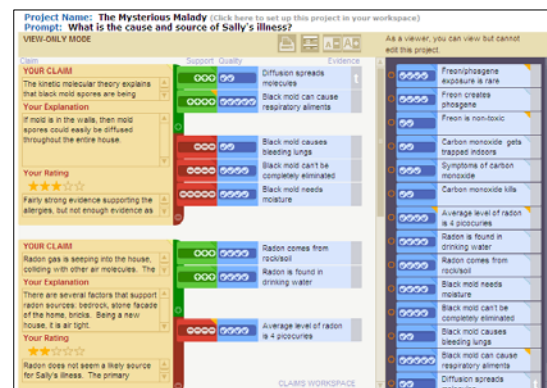 Project Name: The Mysterious Malady (Click here to set up this project in your workspace)
Prompt: What is the cause and source of Sally's illness?
VIEW-ONLY MODE
As a viewer, you can view but cannot
edit this project.
Claim
Support
Quality
Evidence
YOUR CLAIM
The kinetic molecular theory explains
that black mold spores are being
Your Explanation
If mold is in the walls, then mold
spores could easily be diffused
throughout the entire house.
Your Rating
Fairly strong evidence supporting the
allergies, but not enough evidence as
Diffusion spreads
molecules
Black mold can cause
respiratory aliments
Black mold causes
bleeding lungs
Black mold can't be
completely eliminated
Black mold needs
moisture
YOUR CLAIM
Radon gas is seeping into the house,
colliding with other air molecules. The
Your Explanation
There are several factors that support
radon sources: bedrock, stone facade
of the home, bricks. Being a new
house, it is air tight.
Your Rating
Radon does not seem a likely source
for Sally's illness. The primary
Radon comes from
rock/soil
Radon is found in
drinking water
Average level of radon
is 4 picocuries
CLAIMS WORKSPACE
Freon/phosgene
exposure is rare
Freon creates
phosgene
Freon is non-toxic
Carbon monoxide gets
trapped indoors
Symptoms of carbon
monoxide
Carbon monoxide kills
Average level of radon
is 4 picocuries
Radon is found in
drinking water
Radon comes from
rock/soil
Black mold needs
moisture
Black mold can't be
completely eliminated
Black mold causes
bleeding lungs
Black mold can cause
respiratory aliments
Diffusion spreads